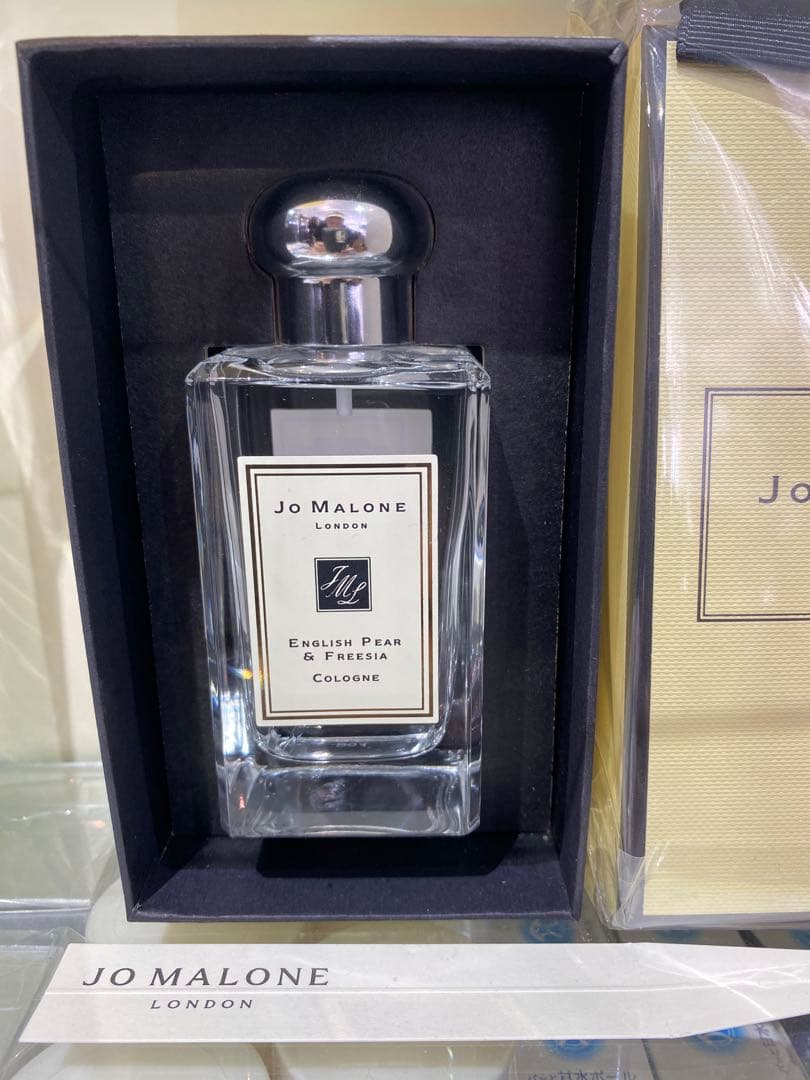 JO MALONE
LONDON
JML
ENGLISH PEAR
& FREESIA
COLOGNE
Jo
JO MALONE
LONDON